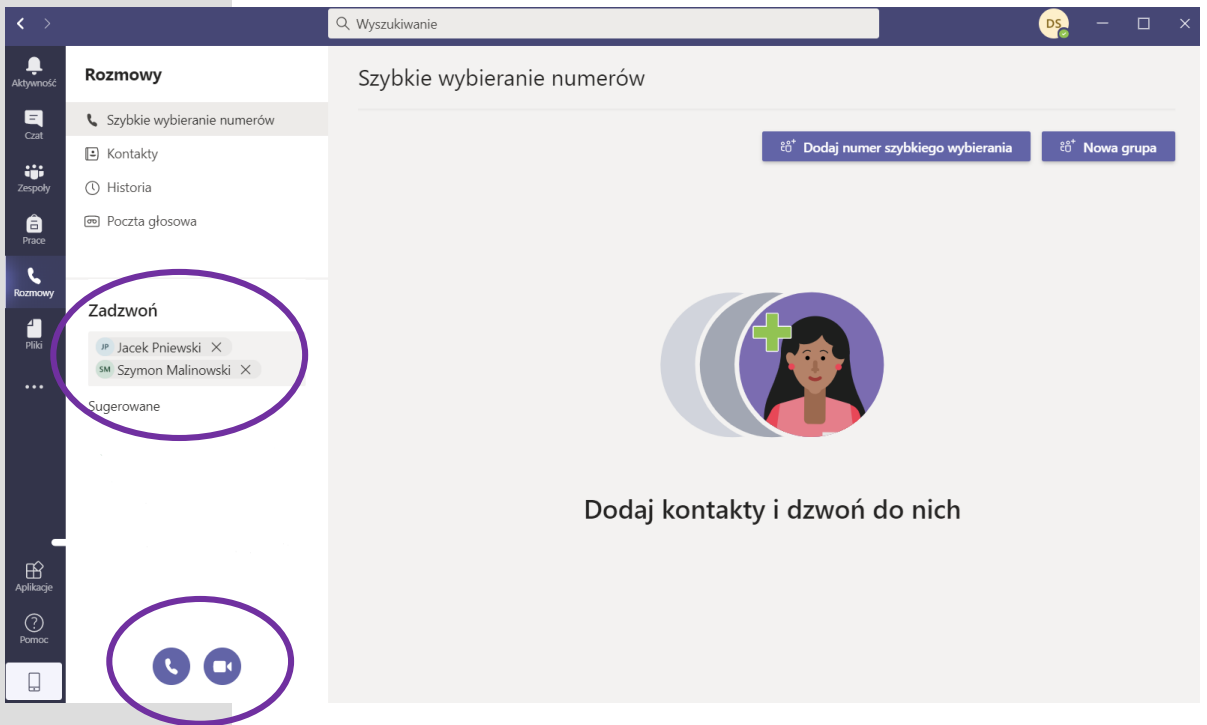 Wyszukiwanie
DS
Aktywność
Czat
Zespoły
Prace
Rozmowy
Pliki
Aplikacje
Pomoc
Rozmowy
Szybkie wybieranie numerów
Kontakty
Historia
Poczta głosowa
Zadzwoń
JP Jacek Pniewski
SM Szymon Malinowski
Sugerowane
Szybkie wybieranie numerów
Dodaj numer szybkiego wybierania
Nowa grupa
Dodaj kontakty i dzwoń do nich